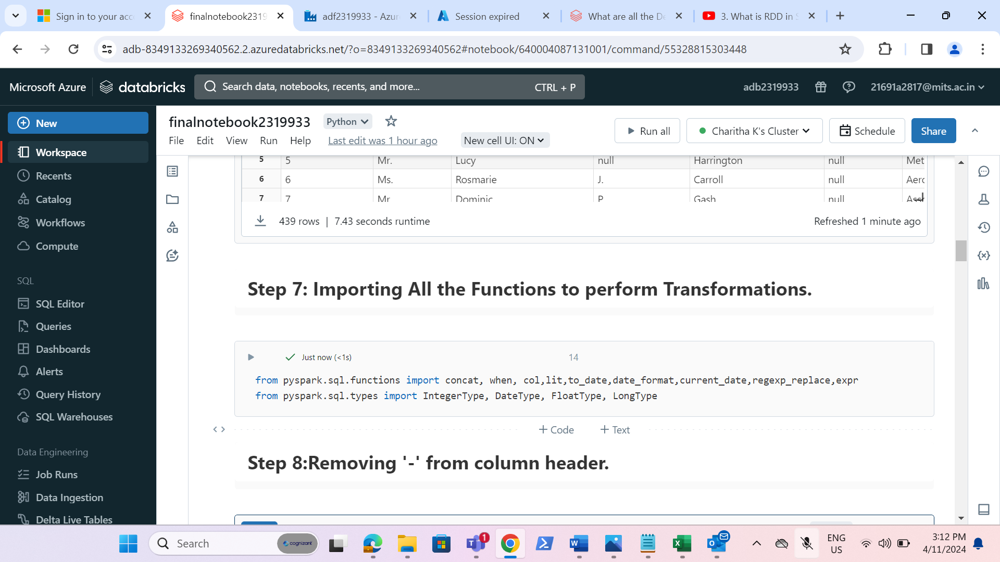 Sign in to your acc
finalnotebook2319
adf2319933 - Azur
Session expired
What are all the De
3. What is RDD in S
adb-8349133269340562.2.azuredatabricks.net/?o=8349133269340562#notebook/640004087131001/command/55328815303448
Microsoft Azure
databricks
Search data, notebooks, recents, and more...
CTRL + P
adb2319933
21691a2817@mits.ac.in
New
Workspace
Recents
Catalog
Workflows
Compute
SQL
SQL Editor
Queries
Dashboards
Alerts
Query History
SQL Warehouses
Data Engineering
Job Runs
Data Ingestion
Delta Live Tables
finalnotebook2319933
Python
File Edit View Run Help Last edit was 1 hour ago New cell UI: ON
Run all
Charitha K's Cluster
Schedule
Share
5 5 Mr. Lucy null Harrington null Met
6 6 Ms. Rosmarie J. Carroll null Aerc
7 7 Mr. Dominic P. Gash null
439 rows | 7.43 seconds runtime
Refreshed 1 minute ago
Step 7: Importing All the Functions to perform Transformations.
Just now (<1s)
14
from pyspark.sql.functions import concat, when, col,lit,to_date,date_format,current_date,regexp_replace,expr
from pyspark.sql.types import IntegerType, DateType, FloatType, LongType
+ Code + Text
Step 8:Removing '-' from column header.
Search
cognizant
1
ENG
US
3:12 PM
4/11/2024